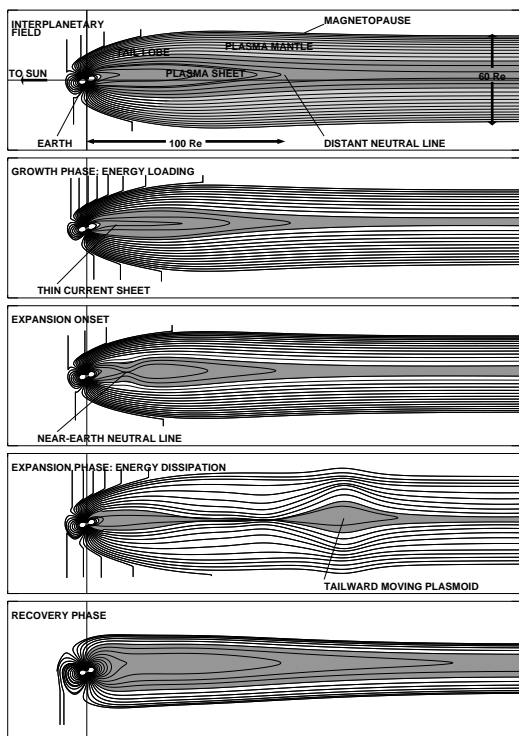 INTERPLANETARY
FIELD
MAGNETOPAUSE
TAIL LOBE
PLASMA MANTLE
TO SUN
PLASMA SHEET
60 Re
EARTH
100 Re
DISTANT NEUTRAL LINE
GROWTH PHASE: ENERGY LOADING
THIN CURRENT SHEET
EXPANSION ONSET
NEAR-EARTH NEUTRAL LINE
EXPANSION PHASE: ENERGY DISSIPATION
TAILWARD MOVING PLASMOID
RECOVERY PHASE